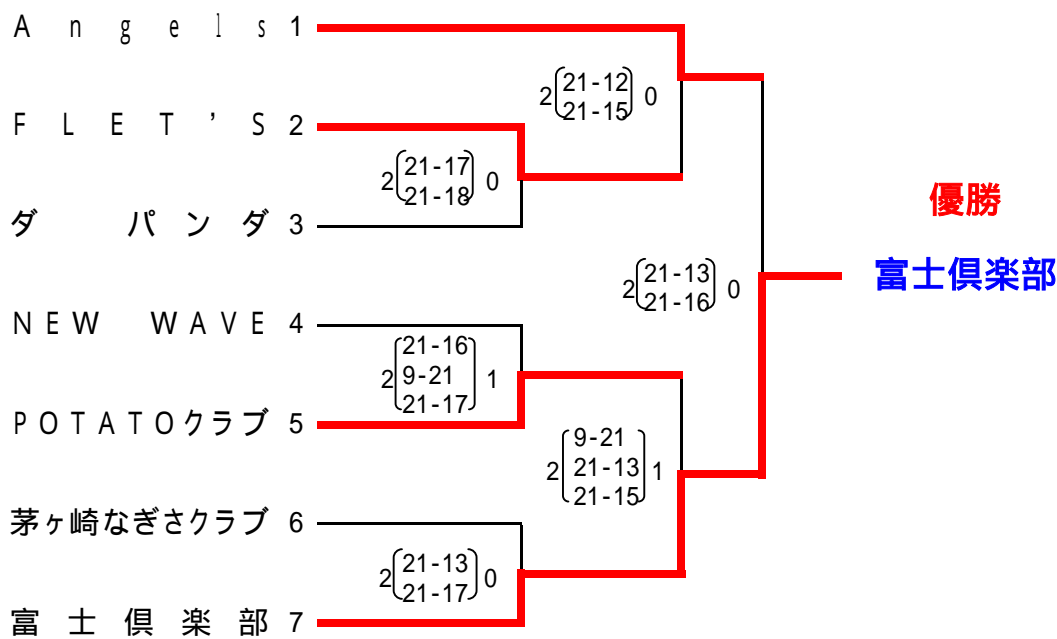 Angels 1
2 21-12 0
21-15
FLET'S 2
2 21-17 0
21-18
優勝
ダ パンダ 3
富士倶楽部
2 21-13 0
21-16
NEW WAVE 4
21-16
2 9-21 1
21-17
POTATOクラブ 5
9-21
2 21-13 1
21-15
茅ヶ崎なぎさクラブ 6
2 21-13 0
21-17
富士倶楽部 7